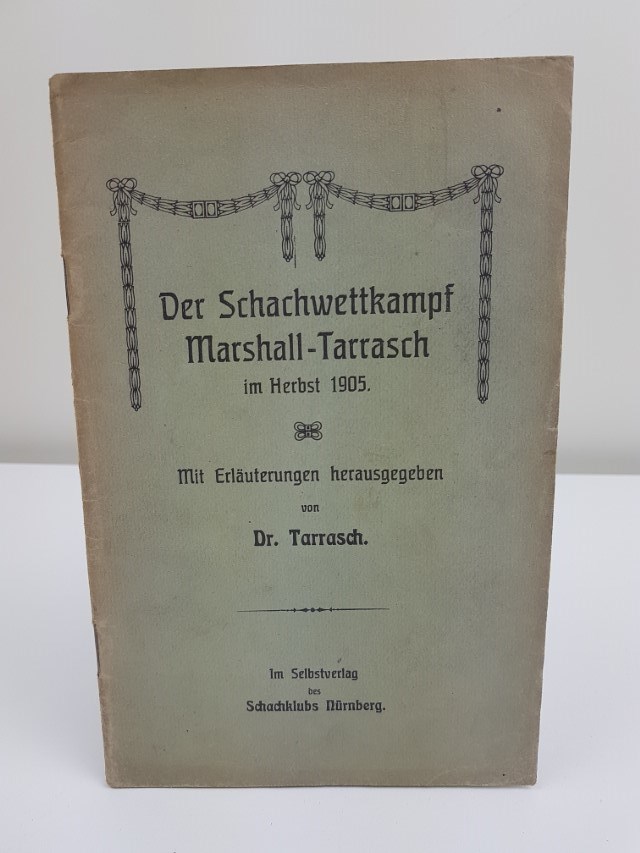 Der Schachwettkampf
Marshall-Tarrasch
im Herbst 1905.
Mit Erläuterungen herausgegeben
von
Dr. Tarrasch.
Im Selbstverlag
des
Schachklubs Nürnberg.